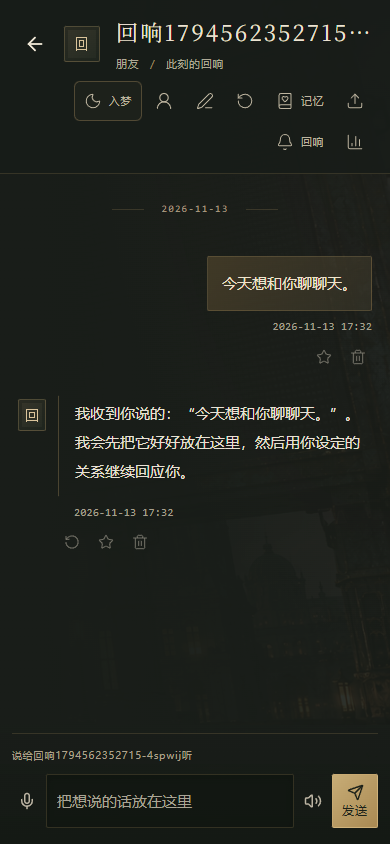 回
回响1794562352715…
朋友 / 此刻的回响
入梦
记忆
回响
2026-11-13
今天想和你聊聊天。
2026-11-13 17:32
回
我收到你说的：“今天想和你聊聊天。”。
我会先把它好好放在这里，然后用你设定的
关系继续回应你。
2026-11-13 17:32
说给回响1794562352715-4spwij听
把想说的话放在这里
发送